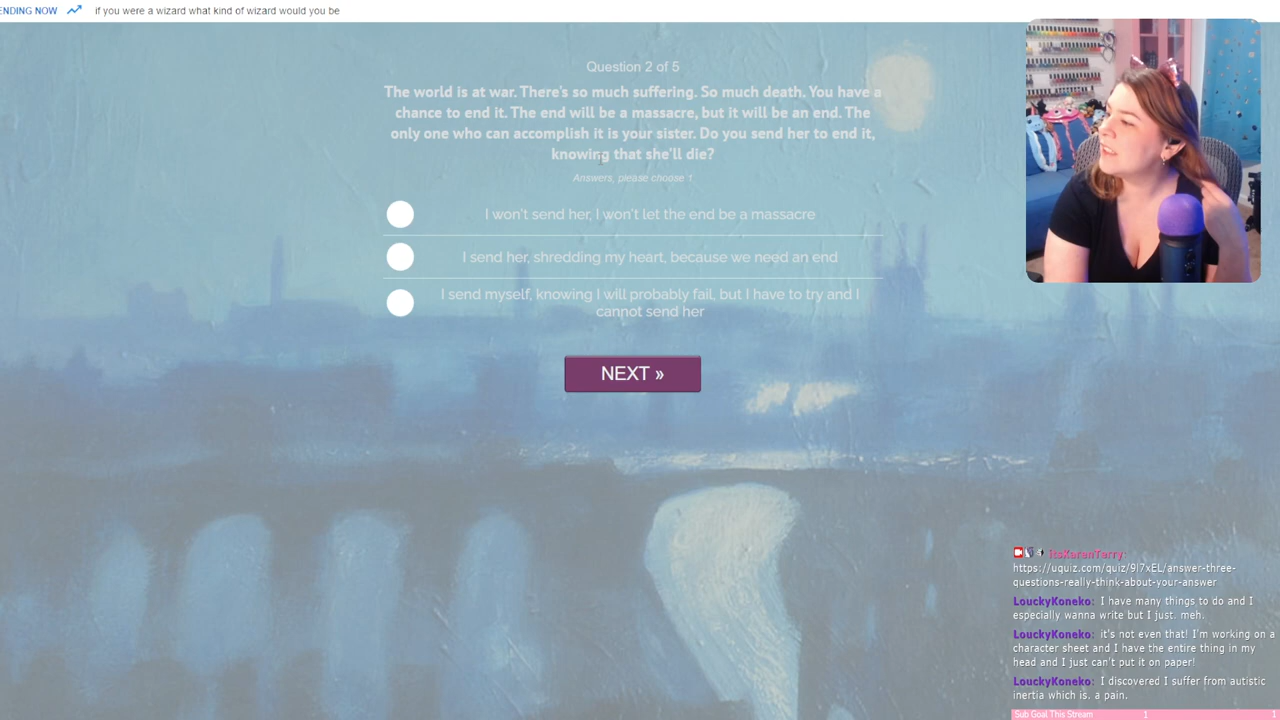 ENDING NOW if you were a wizard what kind of wizard would you be
Question 2 of 5
The world is at war. There's so much suffering. So much death. You have a
chance to end it. The end will be a massacre, but it will be an end. The
only one who can accomplish it is your sister. Do you send her to end it,
knowing that she'll die?
Answers, please choose 1
I won't send her, I won't let the end be a massacre
I send her, shredding my heart, because we need an end
I send myself, knowing I will probably fail, but I have to try and I
cannot send her
NEXT »
ItsKarenTerry:
https://uquiz.com/quiz/9l7xEL/answer-three-
questions-really-think-about-your-answer
LouckyKoneko: I have many things to do and I
especially wanna write but I just. meh.
LouckyKoneko: it's not even that! I'm working on a
character sheet and I have the entire thing in my
head and I just can't put it on paper!
LouckyKoneko: I discovered I suffer from autistic
inertia which is. a pain.
Sub Goal This Stream 1 1